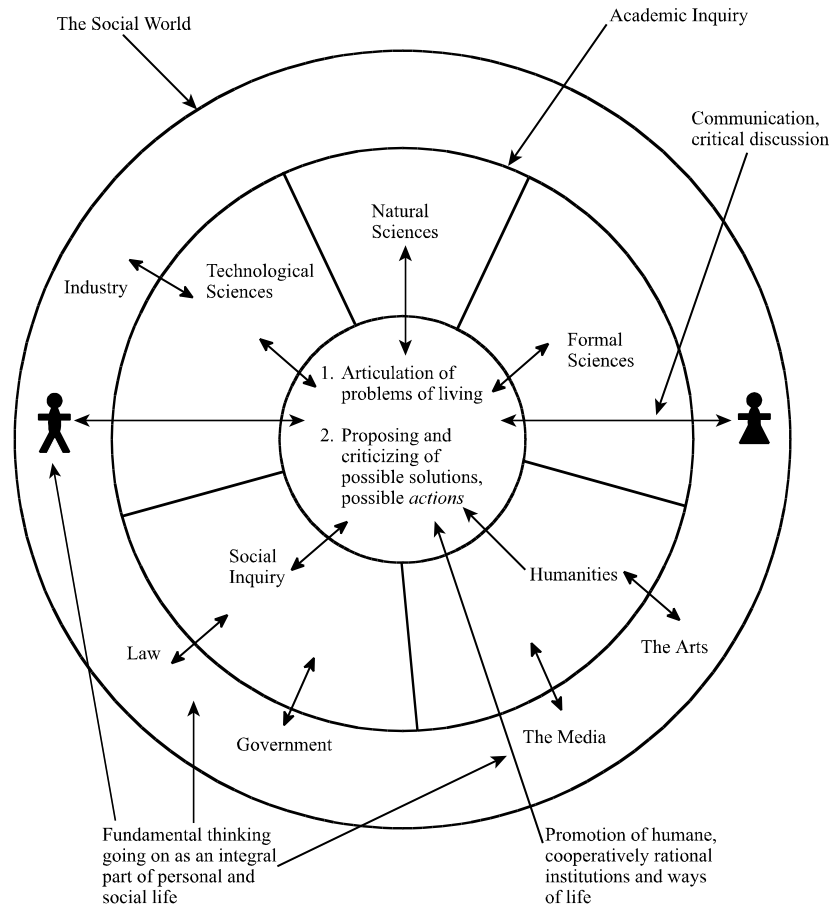 The Social World
Academic Inquiry
Communication,
critical discussion
Natural
Sciences
Technological
Sciences
Industry
Formal
Sciences
1. Articulation of
problems of living
2. Proposing and
criticizing of
possible solutions,
possible actions
Social
Inquiry
Humanities
Law
The Arts
Government
The Media
Fundamental thinking
going on as an integral
part of personal and
social life
Promotion of humane,
cooperatively rational
institutions and ways
of life